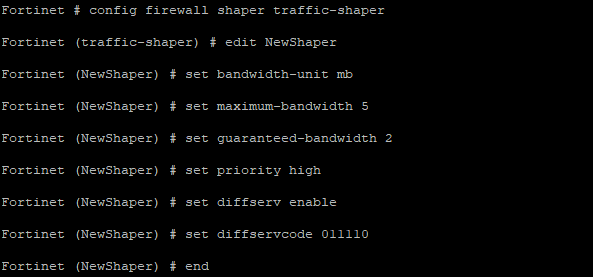 Fortinet # config firewall shaper traffic-shaper
Fortinet (traffic-shaper) # edit NewShaper
Fortinet (NewShaper) # set bandwidth-unit mb
Fortinet (NewShaper) # set maximum-bandwidth 5
Fortinet (NewShaper) # set guaranteed-bandwidth 2
Fortinet (NewShaper) # set priority high
Fortinet (NewShaper) # set diffserv enable
Fortinet (NewShaper) # set diffservcode 011110
Fortinet (NewShaper) # end